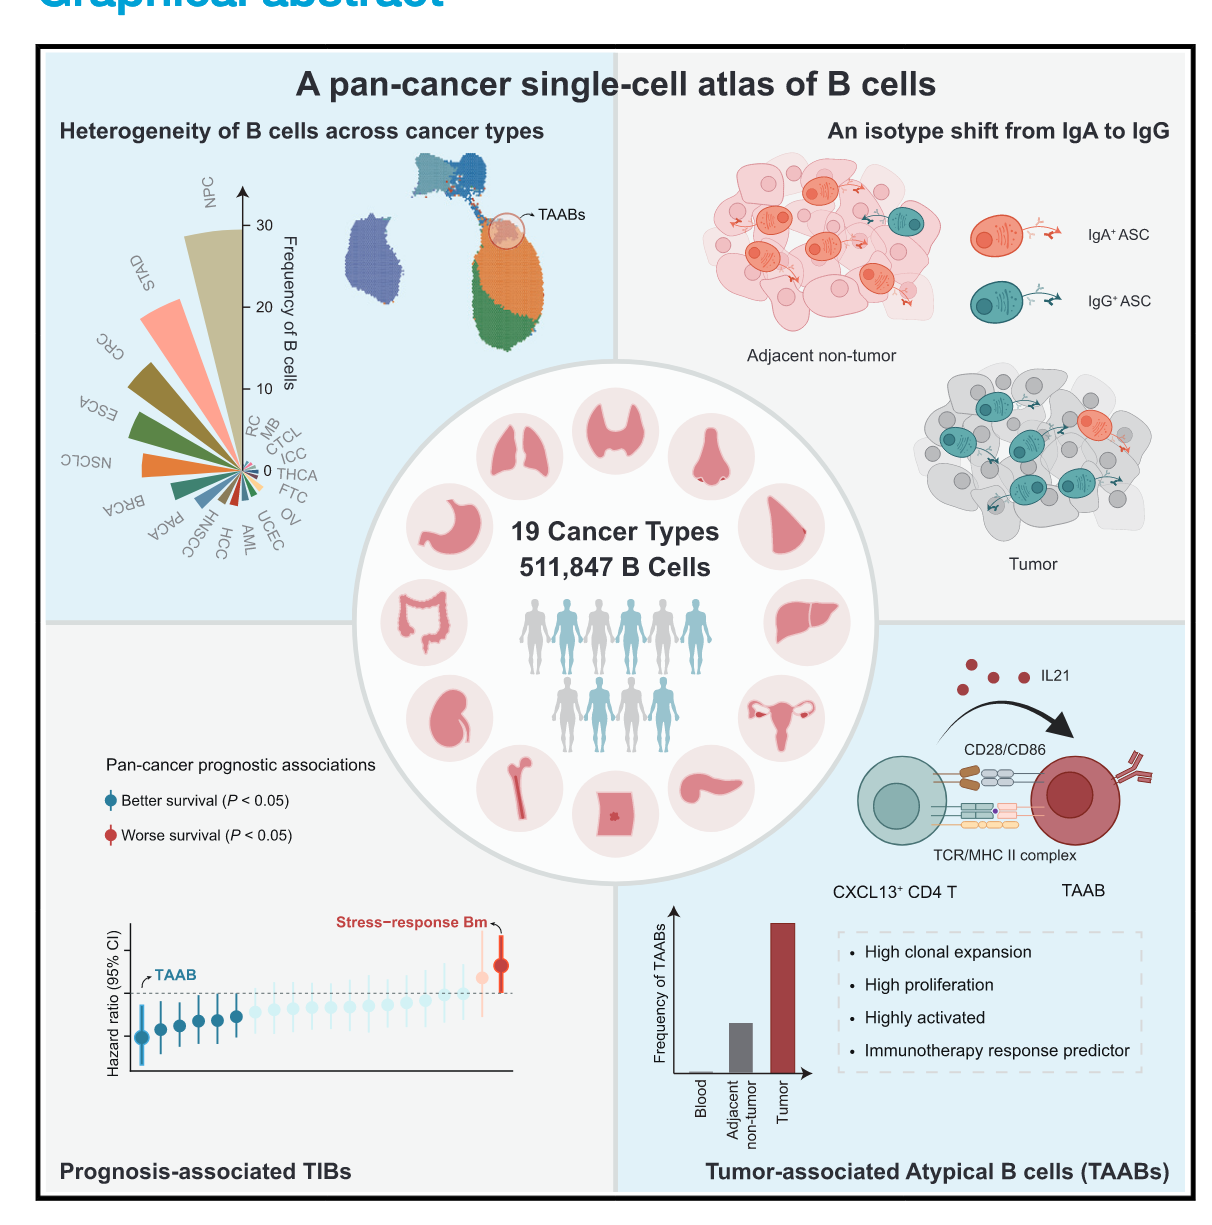 Graphical abstract
A pan-cancer single-cell atlas of B cells
Heterogeneity of B cells across cancer types
NPC
STAD
CRC
ESCA
NSCLC
BRCA
PACA
HNSCC
HCC
AML
UCEC
OV
FTC
THCA
ICC
CTCL
MB
RC
30
20
10
0
Frequency of B cells
TAABs
An isotype shift from IgA to IgG
IgA⁺ ASC
IgG⁺ ASC
Adjacent non-tumor
Tumor
19 Cancer Types
511,847 B Cells
Pan-cancer prognostic associations
Better survival (P < 0.05)
Worse survival (P < 0.05)
Hazard ratio (95% CI)
TAAB
Stress−response Bm
Prognosis-associated TIBs
IL21
CD28/CD86
TCR/MHC II complex
CXCL13⁺ CD4 T
TAAB
Frequency of TAABs
Blood
Adjacent
non-tumor
Tumor
• High clonal expansion
• High proliferation
• Highly activated
• Immunotherapy response predictor
Tumor-associated Atypical B cells (TAABs)